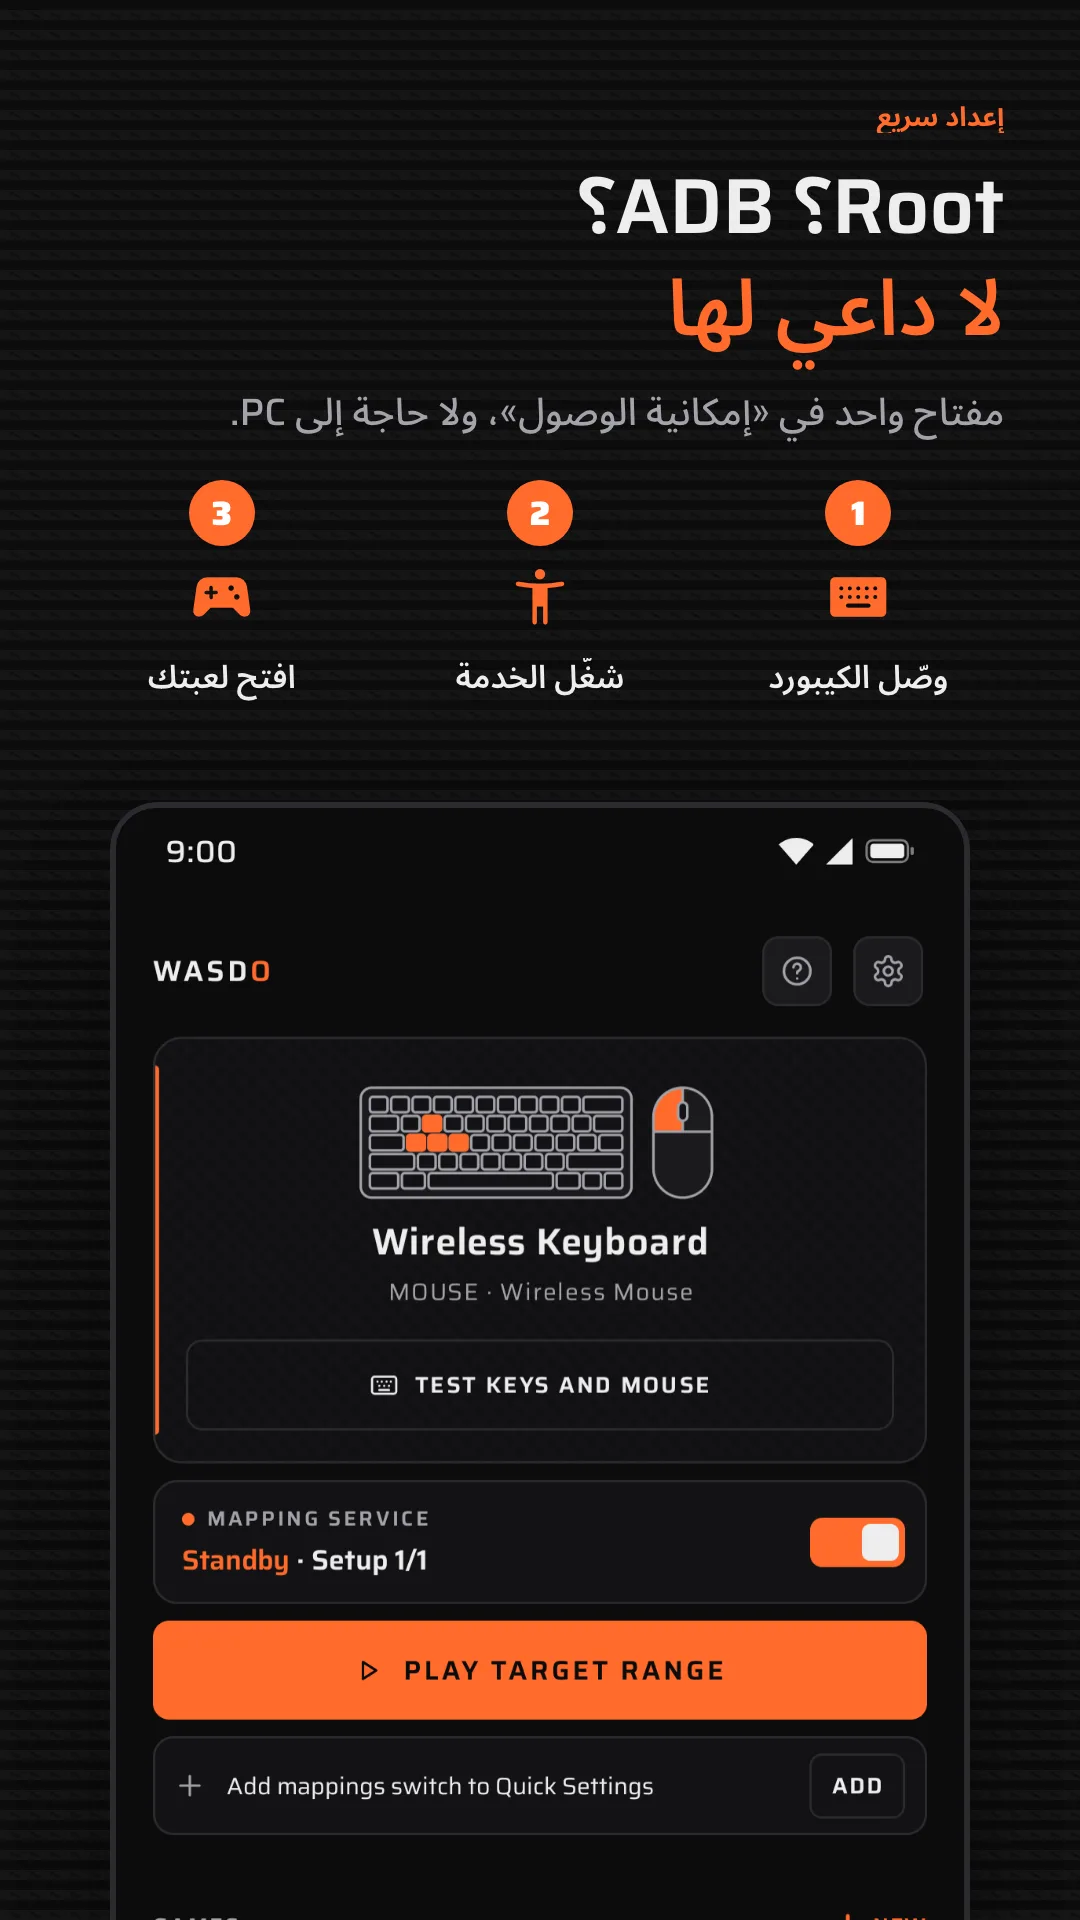 إعداد سريع
Root؟ ADB؟
لا داعي لها
مفتاح واحد في «إمكانية الوصول»، ولا حاجة إلى PC.
1
2
3
وصّل الكيبورد
شغّل الخدمة
افتح لعبتك
9:00
WASDO
Wireless Keyboard
MOUSE · Wireless Mouse
TEST KEYS AND MOUSE
MAPPING SERVICE
Standby · Setup 1/1
PLAY TARGET RANGE
Add mappings switch to Quick Settings
ADD